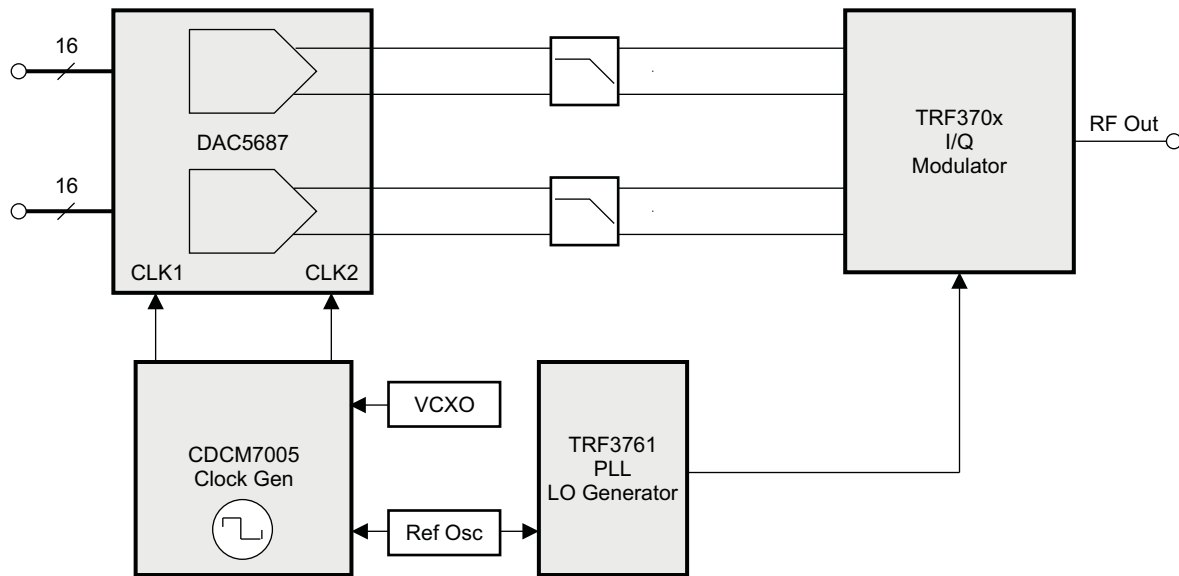 16
DAC5687
16
CLK1
CLK2
TRF370x
I/Q
Modulator
RF Out
CDCM7005
Clock Gen
VCXO
Ref Osc
TRF3761
PLL
LO Generator